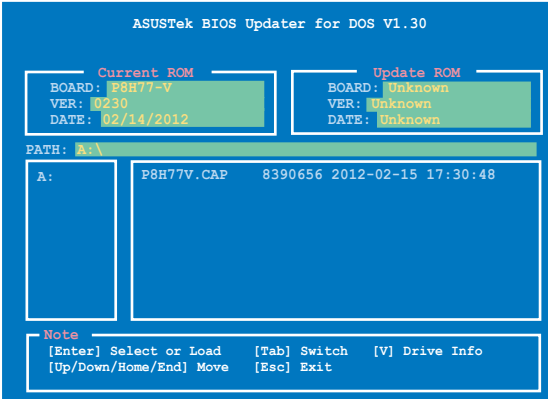 ASUSTek BIOS Updater for DOS V1.30
Current ROM
BOARD: P8H77-V
VER: 0230
DATE: 02/14/2012
Update ROM
BOARD: Unknown
VER: Unknown
DATE: Unknown
PATH: A:\
A:
P8H77V.CAP 8390656 2012-02-15 17:30:48
Note
[Enter] Select or Load [Tab] Switch [V] Drive Info
[Up/Down/Home/End] Move [Esc] Exit